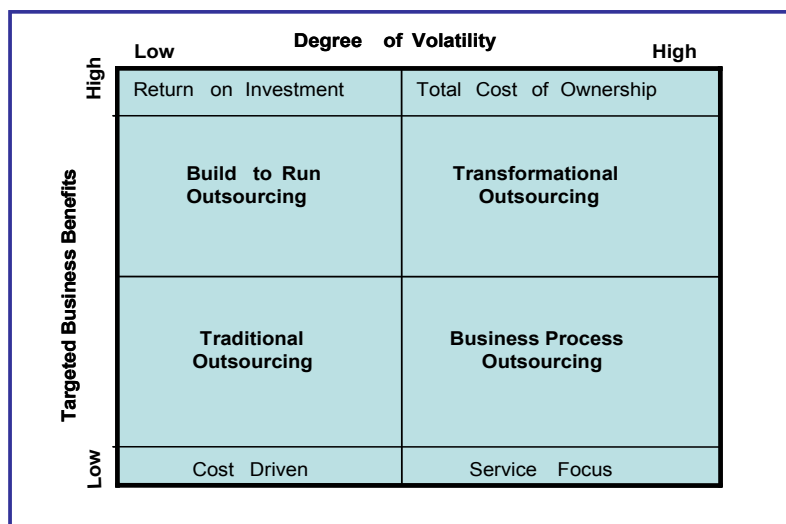 Degree of Volatility
Low High
High
Return on Investment Total Cost of Ownership
Build to Run Transformational
Outsourcing Outsourcing
Targeted Business Benefits
Traditional Business Process
Outsourcing Outsourcing
Low
Cost Driven Service Focus